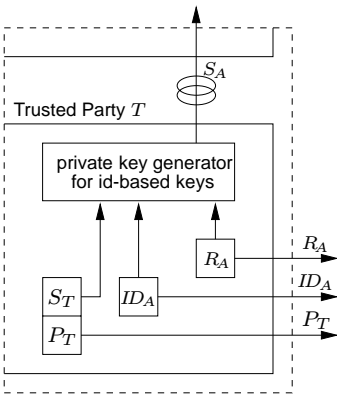 S_A
Trusted Party T
private key generator
for id-based keys
R_A
R_A
ID_A
S_T
ID_A
P_T
P_T